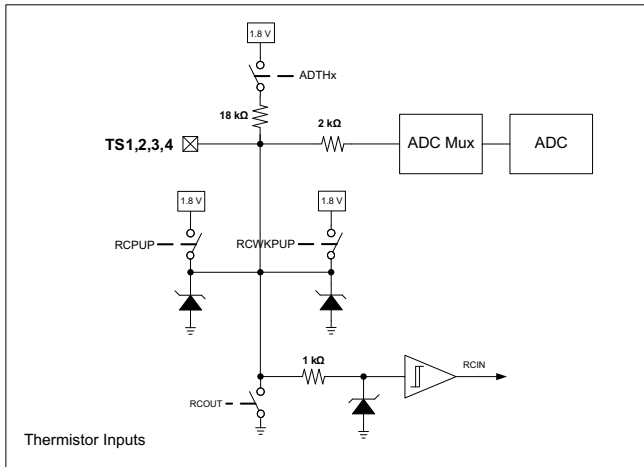 1.8 V
ADTHx
18 kΩ
2 kΩ
TS1,2,3,4
ADC Mux
ADC
1.8 V
1.8 V
RCPUP
RCWKPUP
1 kΩ
RCIN
RCOUT
Thermistor Inputs